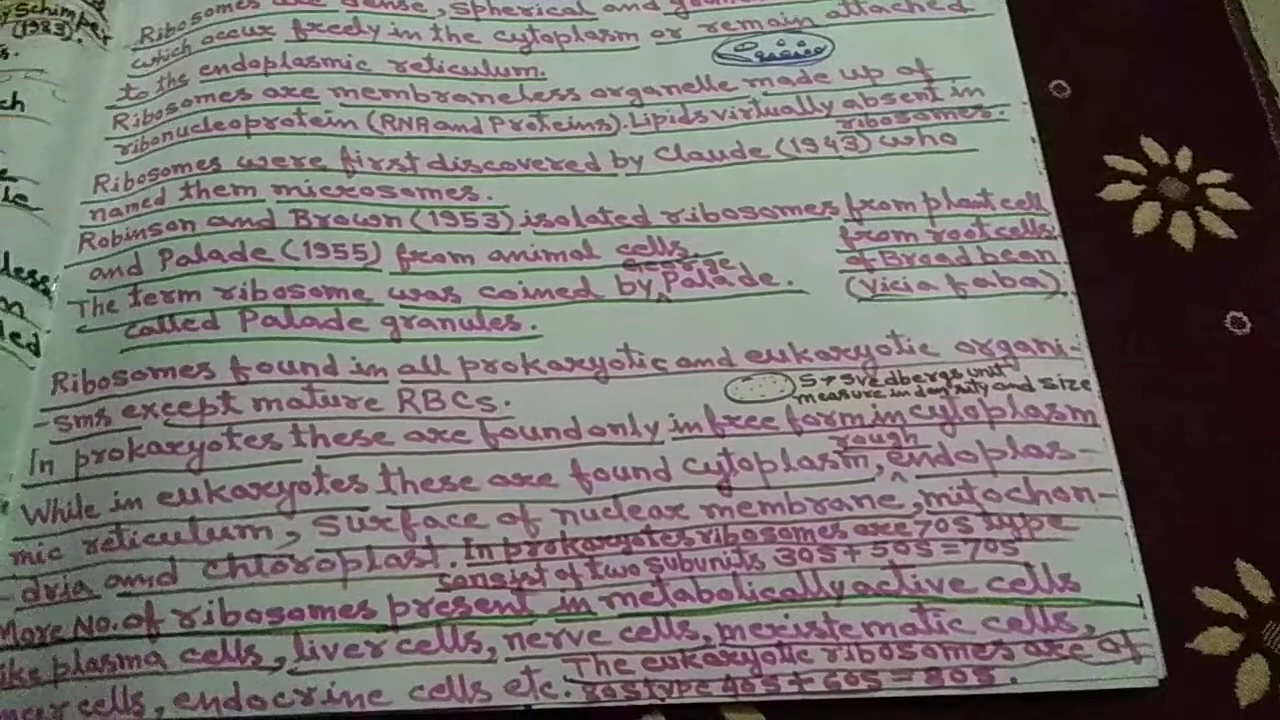 y Schimper
(1983).
s.
ch
le
less
m
led
Ribosomes are dense, spherical and
which occur freely in the cytoplasm or remain attached
to the endoplasmic reticulum.
Ribosomes are membraneless organelle made up of
ribonucleoprotein (RNA and Proteins). Lipids virtually absent in
ribosomes.
Ribosomes were first discovered by Claude (1943) who
named them microsomes.
Robinson and Brown (1953) isolated ribosomes from plant cell
from root cells
of Broad bean
(Vicia faba)
and Palade (1955) from animal cells
The term ribosome was coined by George Palade.
called Palade granules.
Ribosomes found in all prokaryotic and eukaryotic organi-
-sms except mature RBCs.
S → Svedbergs unit
measure in density and size
In prokaryotes these are found only in free form in cytoplasm
While in eukaryotes these are found cytoplasm, rough endoplas-
mic reticulum, surface of nuclear membrane, mitochon-
-dria and chloroplast. In prokaryotes ribosomes are 70S type
consist of two subunits 30S + 50S = 70S
More No. of ribosomes present in metabolically active cells
like plasma cells, liver cells, nerve cells, meristematic cells,
cer cells, endocrine cells etc. The eukaryotic ribosomes are of
80S type 40S + 60S = 80S.